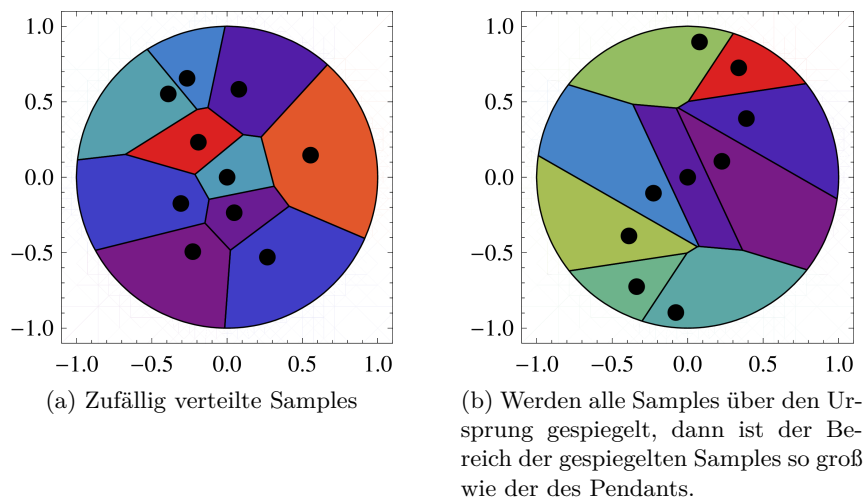 1.0
0.5
0.0
−0.5
−1.0
−1.0 −0.5 0.0 0.5 1.0
(a) Zufällig verteilte Samples
1.0
0.5
0.0
−0.5
−1.0
−1.0 −0.5 0.0 0.5 1.0
(b) Werden alle Samples über den Ur-
sprung gespiegelt, dann ist der Be-
reich der gespiegelten Samples so groß
wie der des Pendants.